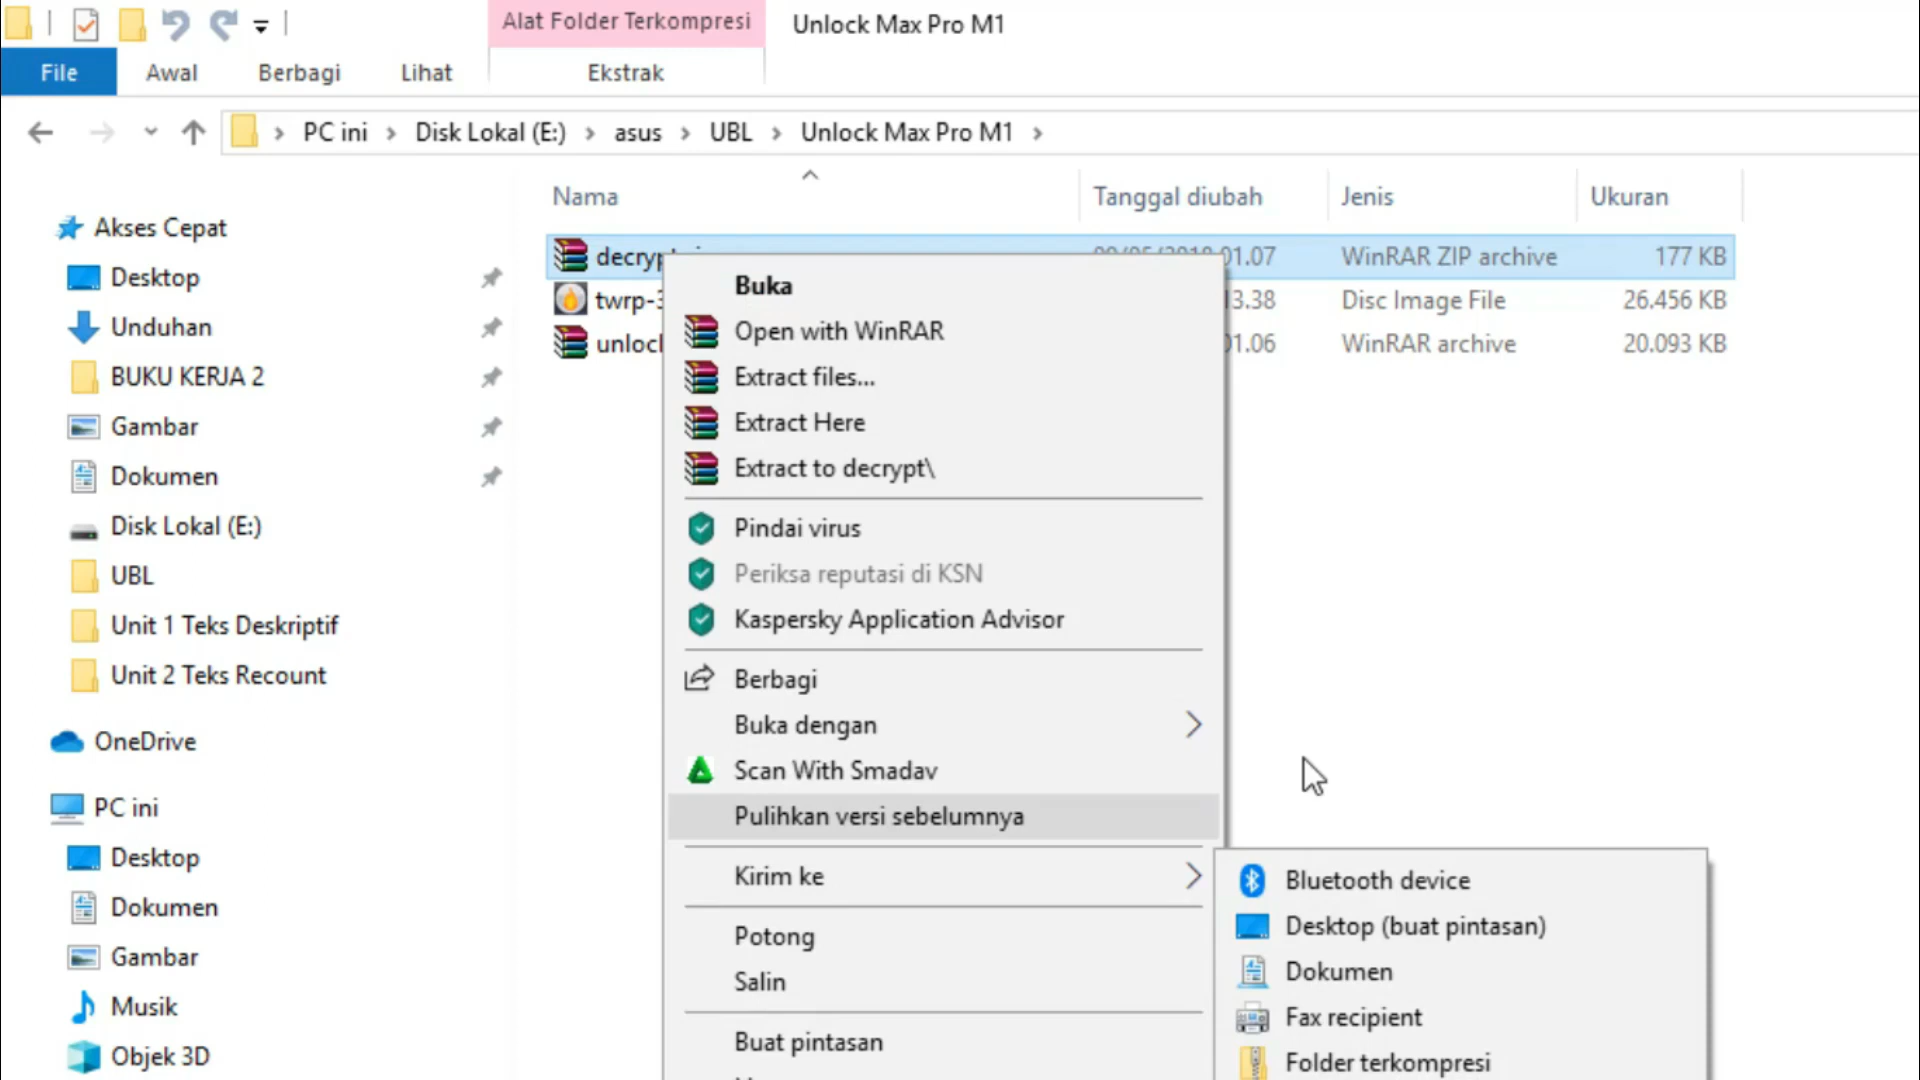 Alat Folder Terkompresi
Unlock Max Pro M1
File
Awal
Berbagi
Lihat
Ekstrak
PC ini
Disk Lokal (E:)
asus
UBL
Unlock Max Pro M1
Nama
Tanggal diubah
Jenis
Ukuran
Akses Cepat
Desktop
Unduhan
BUKU KERJA 2
Gambar
Dokumen
Disk Lokal (E:)
UBL
Unit 1 Teks Deskriptif
Unit 2 Teks Recount
OneDrive
PC ini
Desktop
Dokumen
Gambar
Musik
Objek 3D
01.07
WinRAR ZIP archive
177 KB
twrp-3
13.38
Disc Image File
26.456 KB
01.06
WinRAR archive
20.093 KB
Buka
Open with WinRAR
Extract files...
Extract Here
Extract to decrypt\
Pindai virus
Periksa reputasi di KSN
Kaspersky Application Advisor
Berbagi
Buka dengan
Scan With Smadav
Pulihkan versi sebelumnya
Kirim ke
Potong
Salin
Buat pintasan
Bluetooth device
Desktop (buat pintasan)
Dokumen
Fax recipient
Folder terkompresi